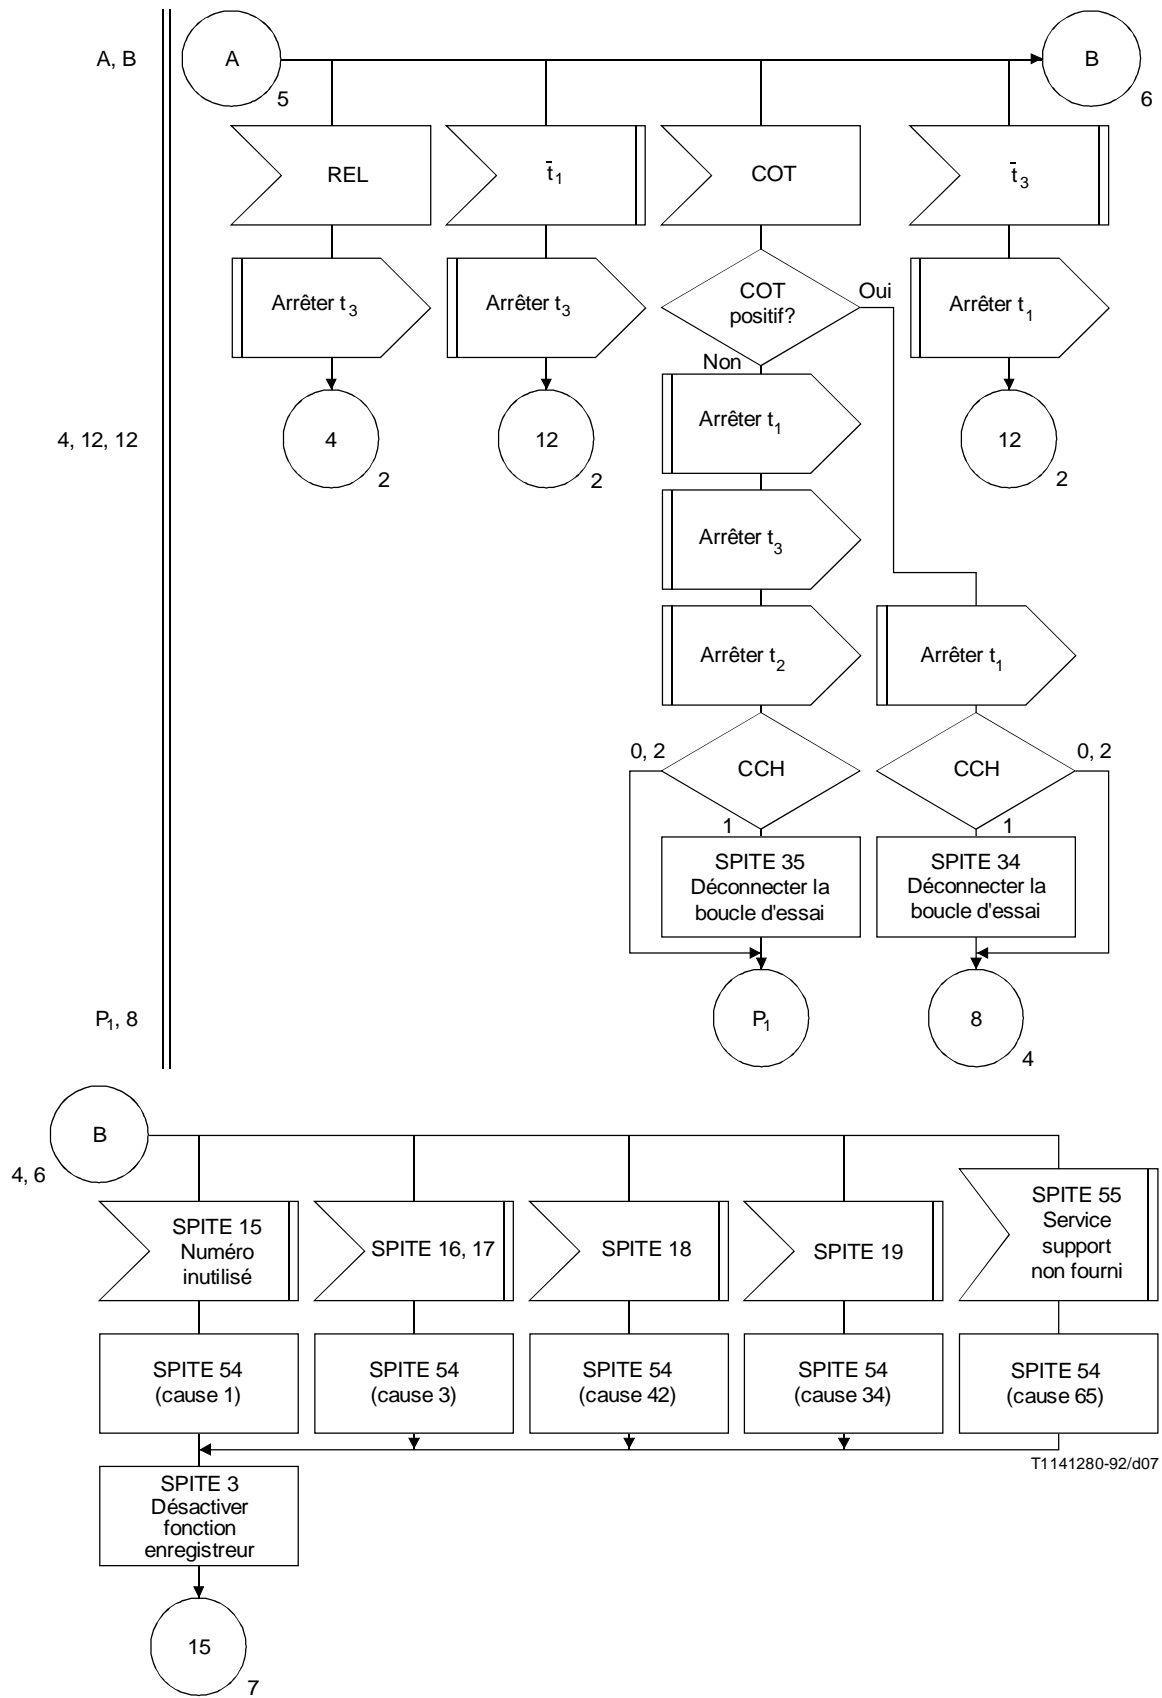 A, B
A
5
B
6
REL
t̄1
COT
t̄3
Arrêter t3
Arrêter t3
COT
positif?
Oui
Non
Arrêter t1
4, 12, 12
4
2
12
2
Arrêter t1
12
2
Arrêter t3
Arrêter t2
Arrêter t1
0, 2
CCH
1
CCH
0, 2
1
SPITE 35
Déconnecter la
boucle d'essai
SPITE 34
Déconnecter la
boucle d'essai
P1, 8
P1
8
4
B
4, 6
SPITE 15
Numéro
inutilisé
SPITE 16, 17
SPITE 18
SPITE 19
SPITE 55
Service
support
non fourni
SPITE 54
(cause 1)
SPITE 54
(cause 3)
SPITE 54
(cause 42)
SPITE 54
(cause 34)
SPITE 54
(cause 65)
T1141280-92/d07
SPITE 3
Désactiver
fonction
enregistreur
15
7